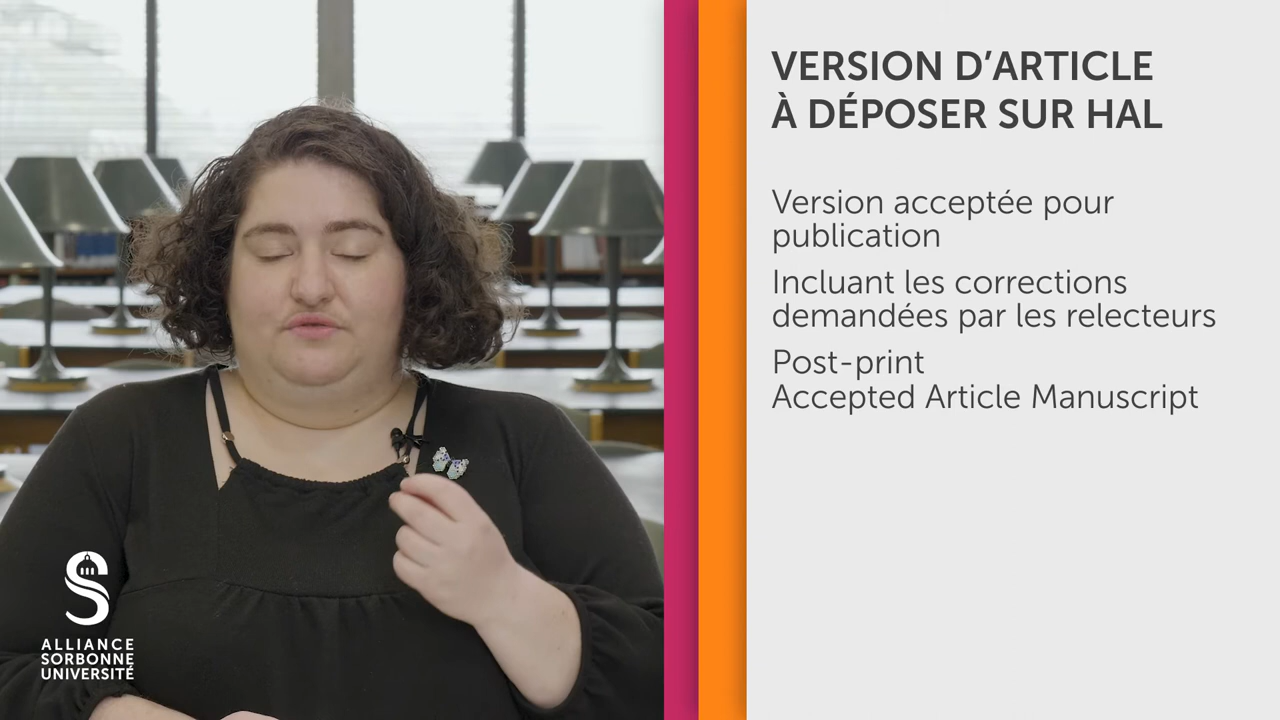 VERSION D’ARTICLE
À DÉPOSER SUR HAL
Version acceptée pour
publication
Incluant les corrections
demandées par les relecteurs
Post-print
Accepted Article Manuscript
ALLIANCE
SORBONNE
UNIVERSITÉ